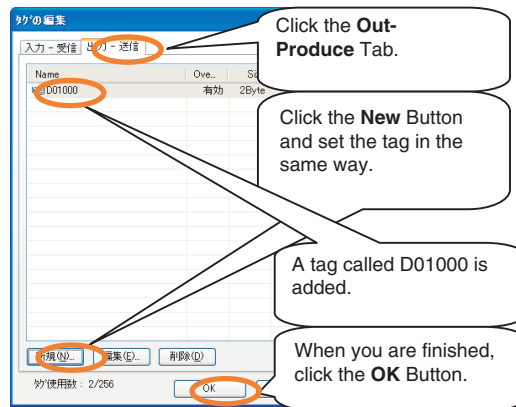 タグの編集
入力 - 受信
出力 - 送信
Name Ove...
D01000 有効 2Byte
新規(N)... 編集(E)... 削除(D)
タグ使用数 : 2/256
OK
Click the Out-
Produce Tab.
Click the New Button
and set the tag in the
same way.
A tag called D01000 is
added.
When you are finished,
click the OK Button.